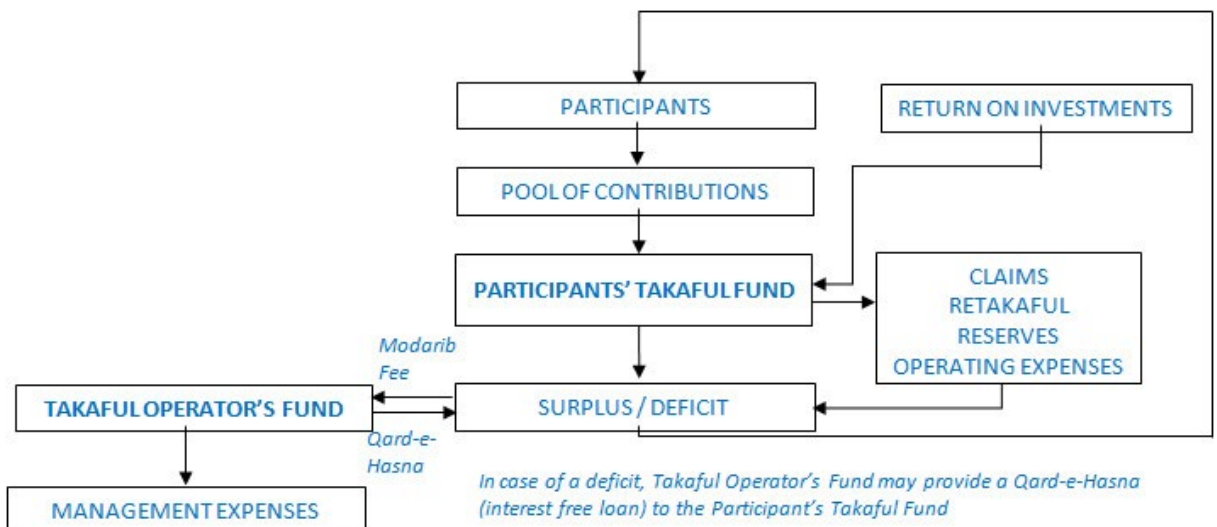 PARTICIPANTS
RETURN ON INVESTMENTS
POOL OF CONTRIBUTIONS
PARTICIPANTS' TAKAFUL FUND
CLAIMS
RETAKAFUL
RESERVES
OPERATING EXPENSES
Modarib
Fee
TAKAFUL OPERATOR'S FUND
SURPLUS / DEFICIT
Qard-e-
Hasna
MANAGEMENT EXPENSES
In case of a deficit, Takaful Operator's Fund may provide a Qard-e-Hasna
(interest free loan) to the Participant's Takaful Fund